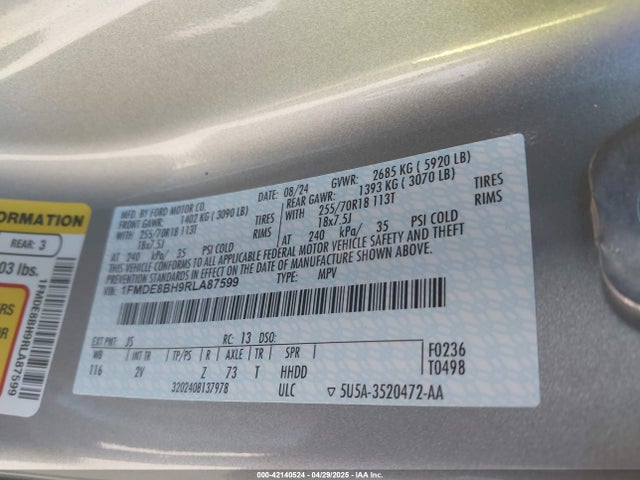 FORMATION
REAR: 3
03 lbs.
1FMDE8BH9RLA87599
MFD. BY FORD MOTOR CO.
08/24 GVWR: 2685 KG ( 5920 LB)
FRONT GAWR: 1402 KG ( 3090 LB)
REAR GAWR: 1393 KG ( 3070 LB)
WITH 255/70R18 113T TIRES
WITH 255/70R18 113T TIRES
18x7.5J RIMS
18x7.5J RIMS
AT 240 kPa/ 35 PSI COLD
AT 240 kPa/ 35 PSI COLD
THIS VEHICLE CONFORMS TO ALL APPLICABLE FEDERAL MOTOR VEHICLE SAFETY AND THEFT
PREVENTION STANDARDS IN EFFECT ON THE DATE OF MANUFACTURE SHOWN ABOVE.
VIN: 1FMDE8BH9RLA87599 TYPE: MPV
EXT PNT: JS RC: 13 DSO:
WB INT TR TP/PS R AXLE TR SPR
116 2V Z 73 T HHDD
F0236
T0498
3202408137978 ULC ▽ 5U5A-3520472-AA
000-42140524 - 04/29/2025 - IAA Inc.